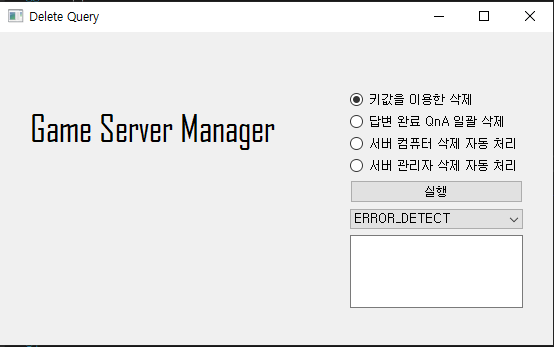 Delete Query
Game Server Manager
키값을 이용한 삭제
답변 완료 QnA 일괄 삭제
서버 컴퓨터 삭제 자동 처리
서버 관리자 삭제 자동 처리
실행
ERROR_DETECT